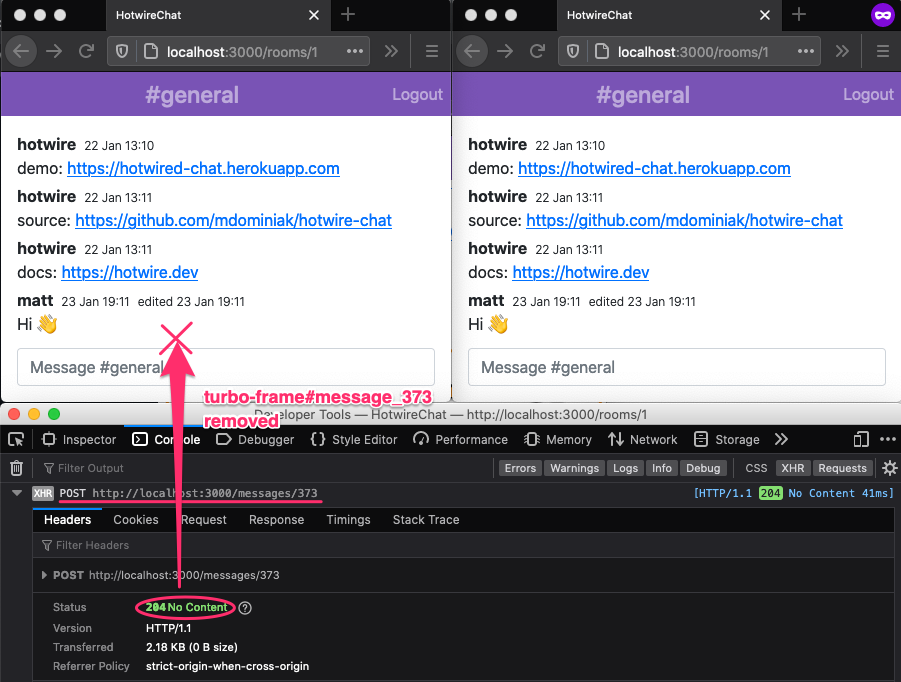 HotwireChat
localhost:3000/rooms/1
#general
Logout
hotwire 22 Jan 13:10
demo: https://hotwired-chat.herokuapp.com
hotwire 22 Jan 13:11
source: https://github.com/mdominiak/hotwire-chat
hotwire 22 Jan 13:11
docs: https://hotwire.dev
matt 23 Jan 19:11 edited 23 Jan 19:11
Hi 👋
Message #general
HotwireChat
localhost:3000/rooms/1
#general
Logout
hotwire 22 Jan 13:10
demo: https://hotwired-chat.herokuapp.com
hotwire 22 Jan 13:11
source: https://github.com/mdominiak/hotwire-chat
hotwire 22 Jan 13:11
docs: https://hotwire.dev
matt 23 Jan 19:11 edited 23 Jan 19:11
Hi 👋
Message #general
turbo-frame#message_373
removed
Developer Tools — HotwireChat — http://localhost:3000/rooms/1
Inspector Console Debugger Style Editor Performance Memory Network Storage
Filter Output Errors Warnings Logs Info Debug CSS XHR Requests
XHR POST http://localhost:3000/messages/373 [HTTP/1.1 204 No Content 41ms]
Headers Cookies Request Response Timings Stack Trace
Filter Headers
POST http://localhost:3000/messages/373
Status 204 No Content
Version HTTP/1.1
Transferred 2.18 KB (0 B size)
Referrer Policy strict-origin-when-cross-origin